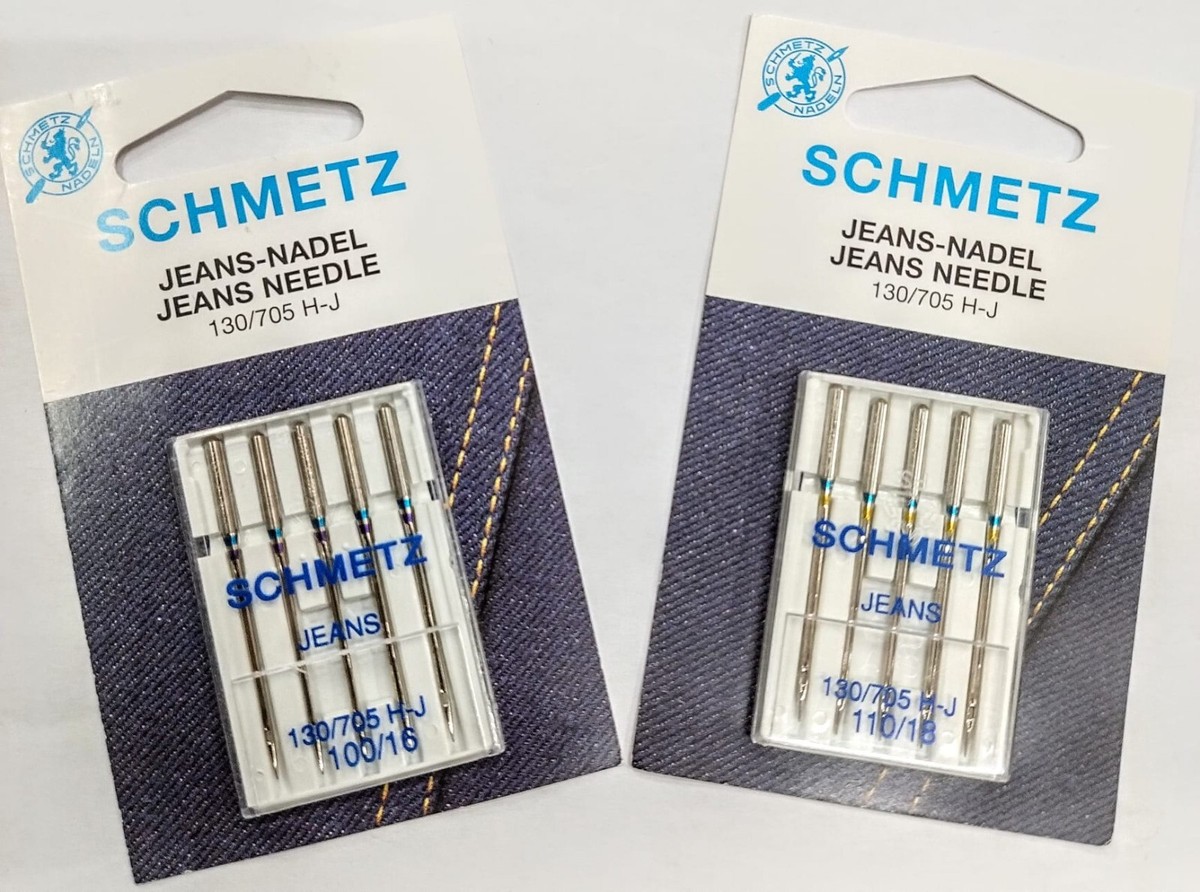 SCHMETZ NADELN
SCHMETZ
JEANS-NADEL
JEANS NEEDLE
130/705 H-J
SCHMETZ
JEANS
130/705 H-J
100/16
SCHMETZ NADELN
SCHMETZ
JEANS-NADEL
JEANS NEEDLE
130/705 H-J
SCHMETZ
JEANS
130/705 H-J
110/18